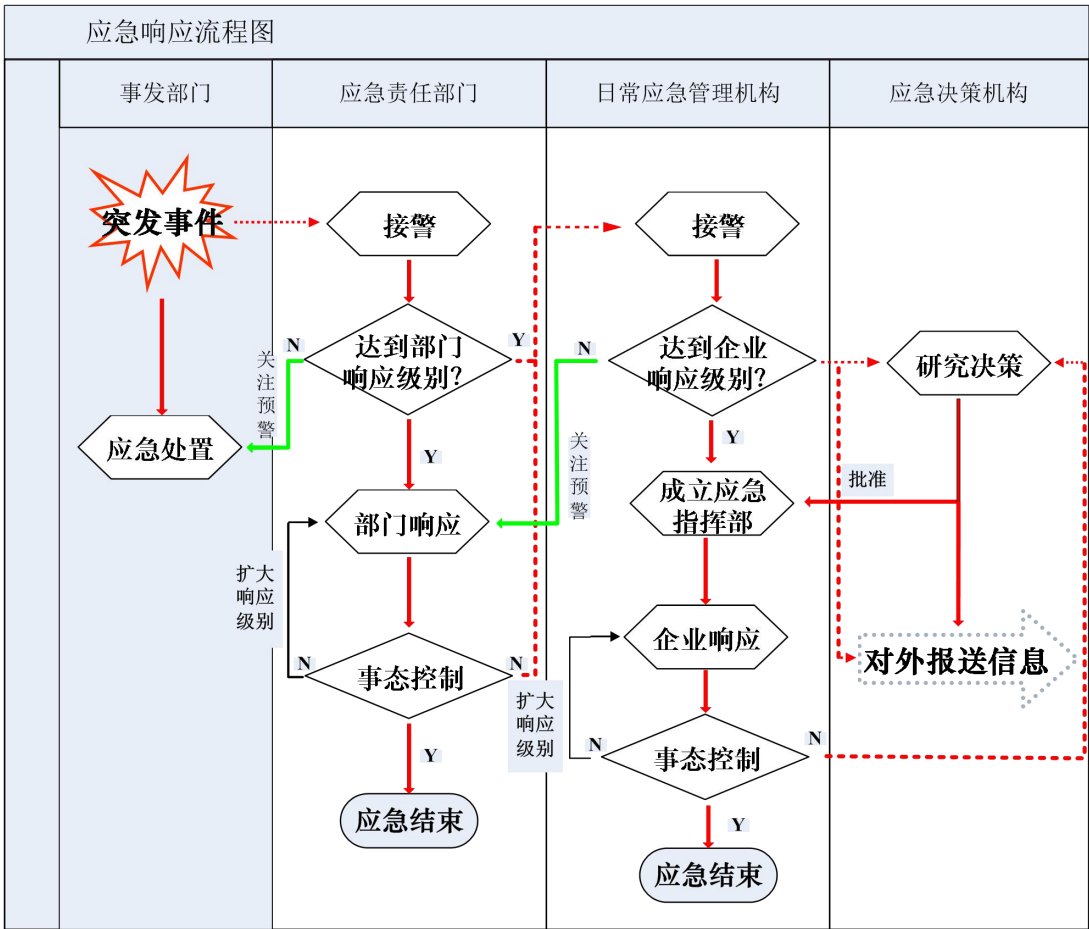 应急响应流程图
事发部门
应急责任部门
日常应急管理机构
应急决策机构
突发事件
接警
接警
达到部门
响应级别？
N
Y
达到企业
响应级别？
N
研究决策
关
注
预
警
应急处置
Y
Y
关
注
预
警
成立应急
指挥部
批准
部门响应
扩大
响应
级别
企业响应
对外报送信息
事态控制
N
N
扩大
响应
级别
事态控制
N
N
Y
应急结束
Y
应急结束